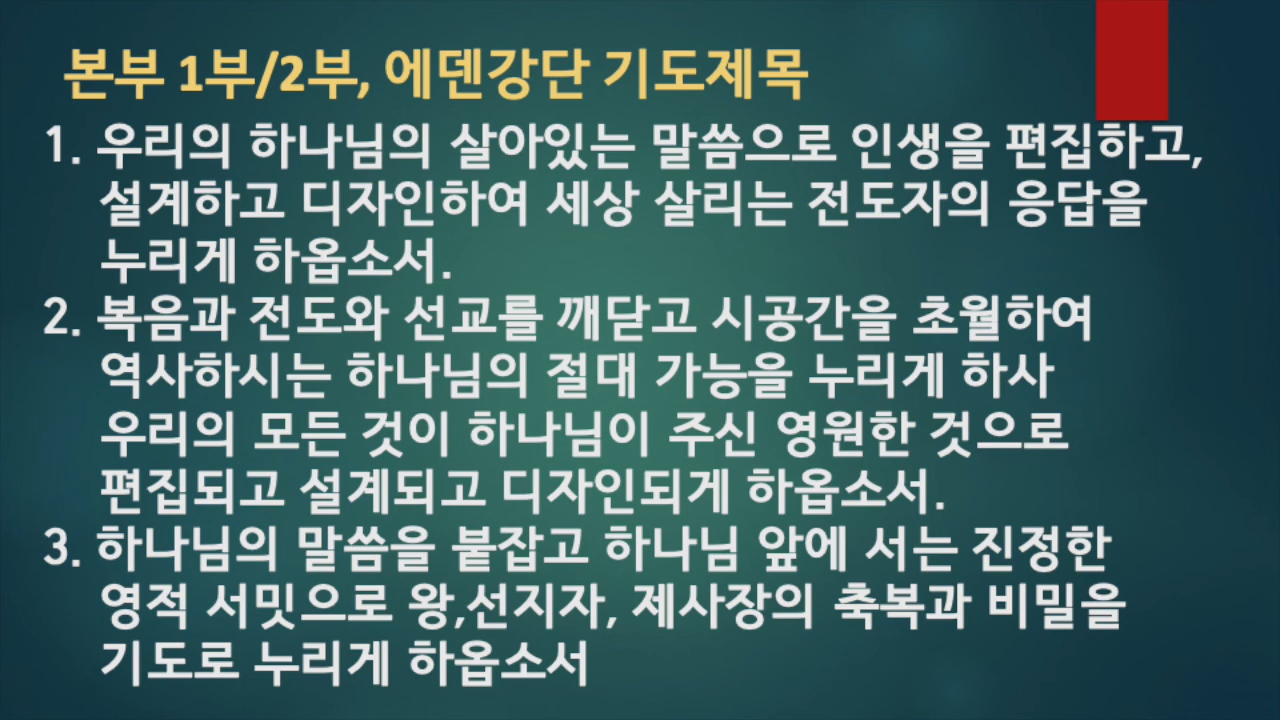 본부 1부/2부, 에덴강단 기도제목
1. 우리의 하나님의 살아있는 말씀으로 인생을 편집하고,
설계하고 디자인하여 세상 살리는 전도자의 응답을
누리게 하옵소서.
2. 복음과 전도와 선교를 깨닫고 시공간을 초월하여
역사하시는 하나님의 절대 가능을 누리게 하사
우리의 모든 것이 하나님이 주신 영원한 것으로
편집되고 설계되고 디자인되게 하옵소서.
3. 하나님의 말씀을 붙잡고 하나님 앞에 서는 진정한
영적 서밋으로 왕,선지자, 제사장의 축복과 비밀을
기도로 누리게 하옵소서